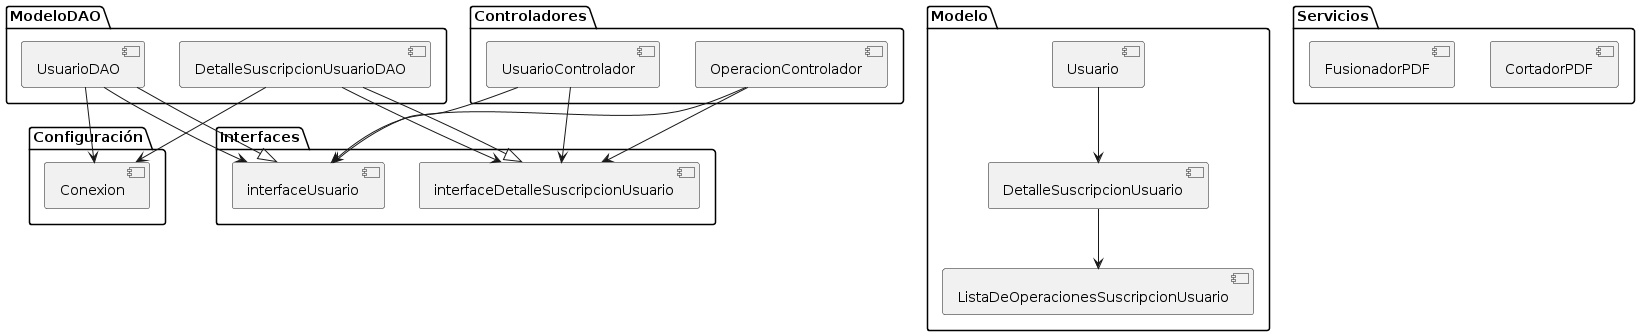 ModeloDAO
Controladores
Modelo
Servicios
UsuarioDAO
DetalleSuscripcionUsuarioDAO
UsuarioControlador
OperacionControlador
Usuario
FusionadorPDF
CortadorPDF
Configuración
Interfaces
Conexion
interfaceUsuario
interfaceDetalleSuscripcionUsuario
DetalleSuscripcionUsuario
ListaDeOperacionesSuscripcionUsuario